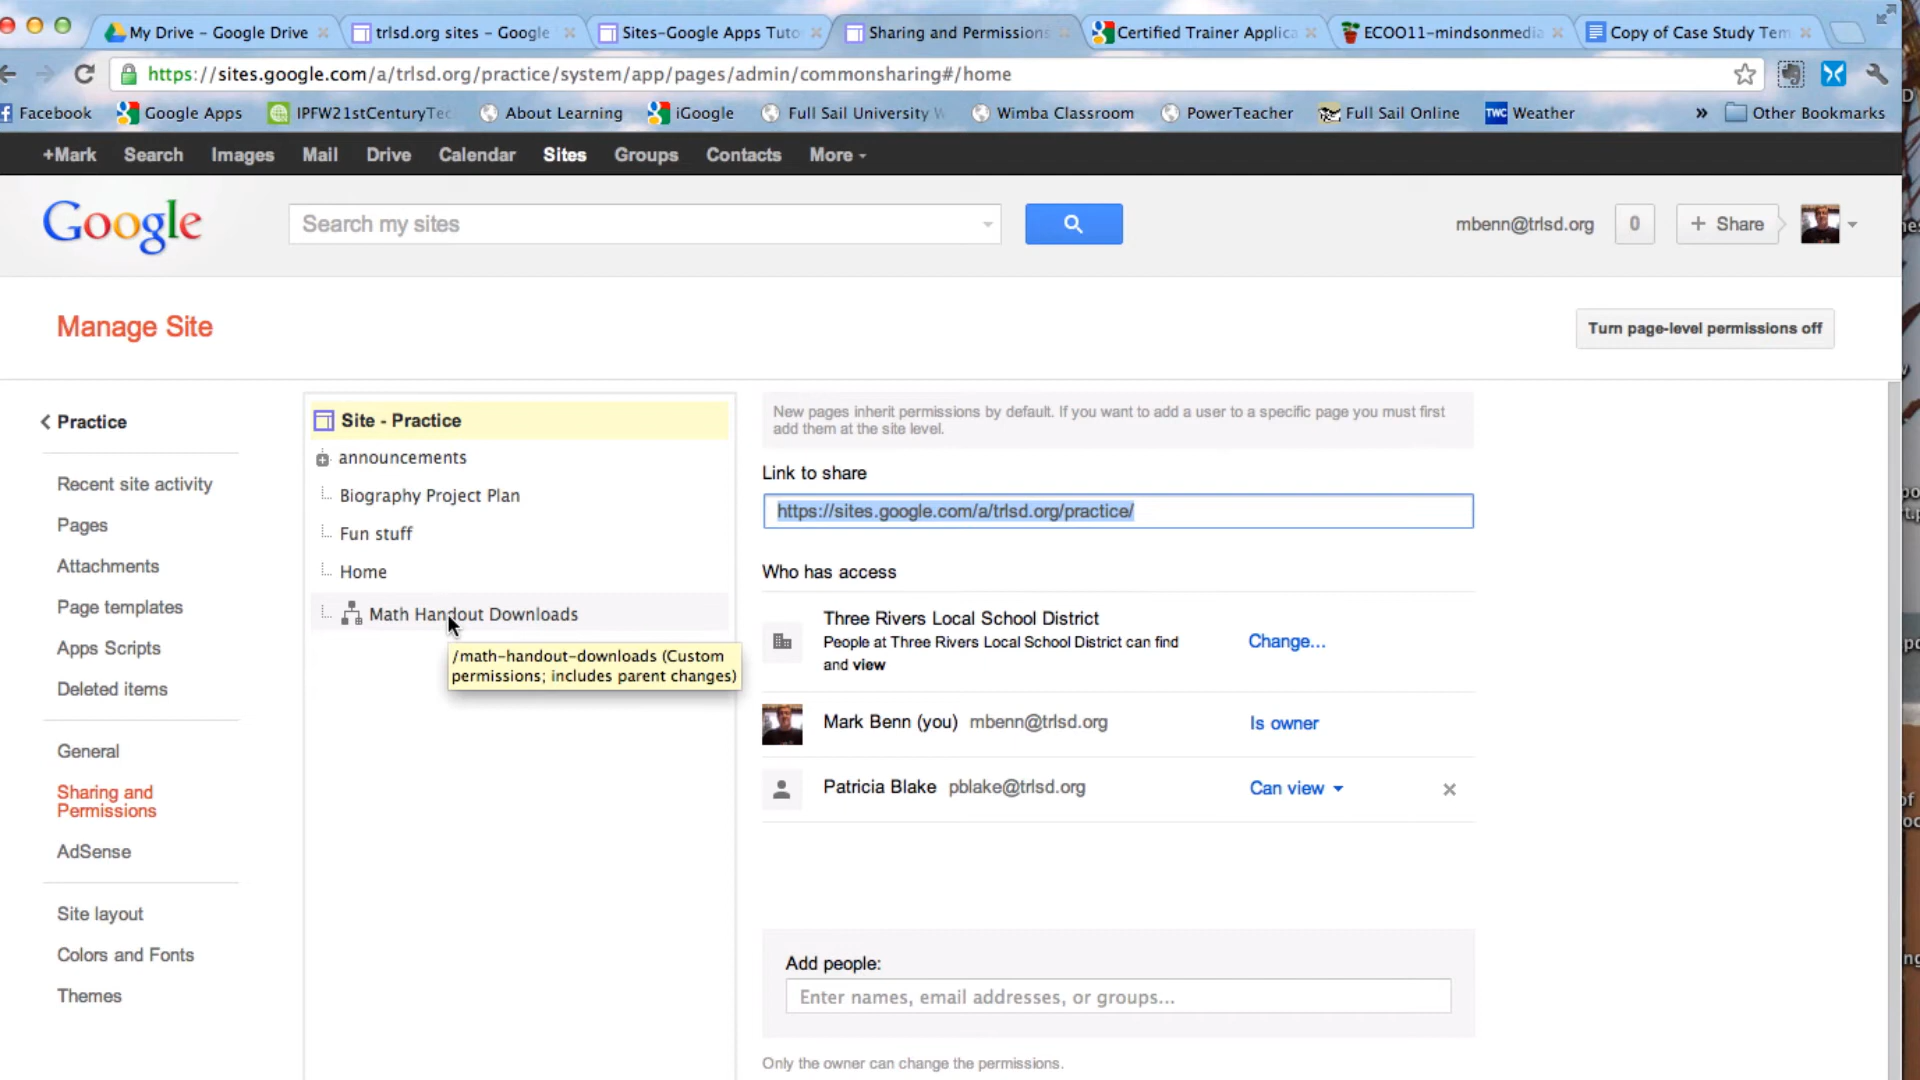 My Drive – Google Drive
trlsd.org sites – Google
Sites–Google Apps Tuto
Sharing and Permissions
Certified Trainer Applica
ECOO11–mindsonmedia
Copy of Case Study Tem
https://sites.google.com/a/trlsd.org/practice/system/app/pages/admin/commonsharing#/home
Facebook
Google Apps
IPFW21stCenturyTec
About Learning
iGoogle
Full Sail University W
Wimba Classroom
PowerTeacher
Full Sail Online
TWC Weather
»
Other Bookmarks
+Mark Search Images Mail Drive Calendar Sites Groups Contacts More
Google
Search my sites
mbenn@trlsd.org
0
+ Share
Manage Site
Turn page-level permissions off
Practice
Recent site activity
Pages
Attachments
Page templates
Apps Scripts
Deleted items
General
Sharing and
Permissions
AdSense
Site layout
Colors and Fonts
Themes
Site - Practice
announcements
Biography Project Plan
Fun stuff
Home
Math Handout Downloads
/math-handout-downloads (Custom
permissions; includes parent changes)
New pages inherit permissions by default. If you want to add a user to a specific page you must first
add them at the site level.
Link to share
https://sites.google.com/a/trlsd.org/practice/
Who has access
Three Rivers Local School District
People at Three Rivers Local School District can find
and view
Change...
Mark Benn (you) mbenn@trlsd.org
Is owner
Patricia Blake pblake@trlsd.org
Can view
Add people:
Enter names, email addresses, or groups...
Only the owner can change the permissions.